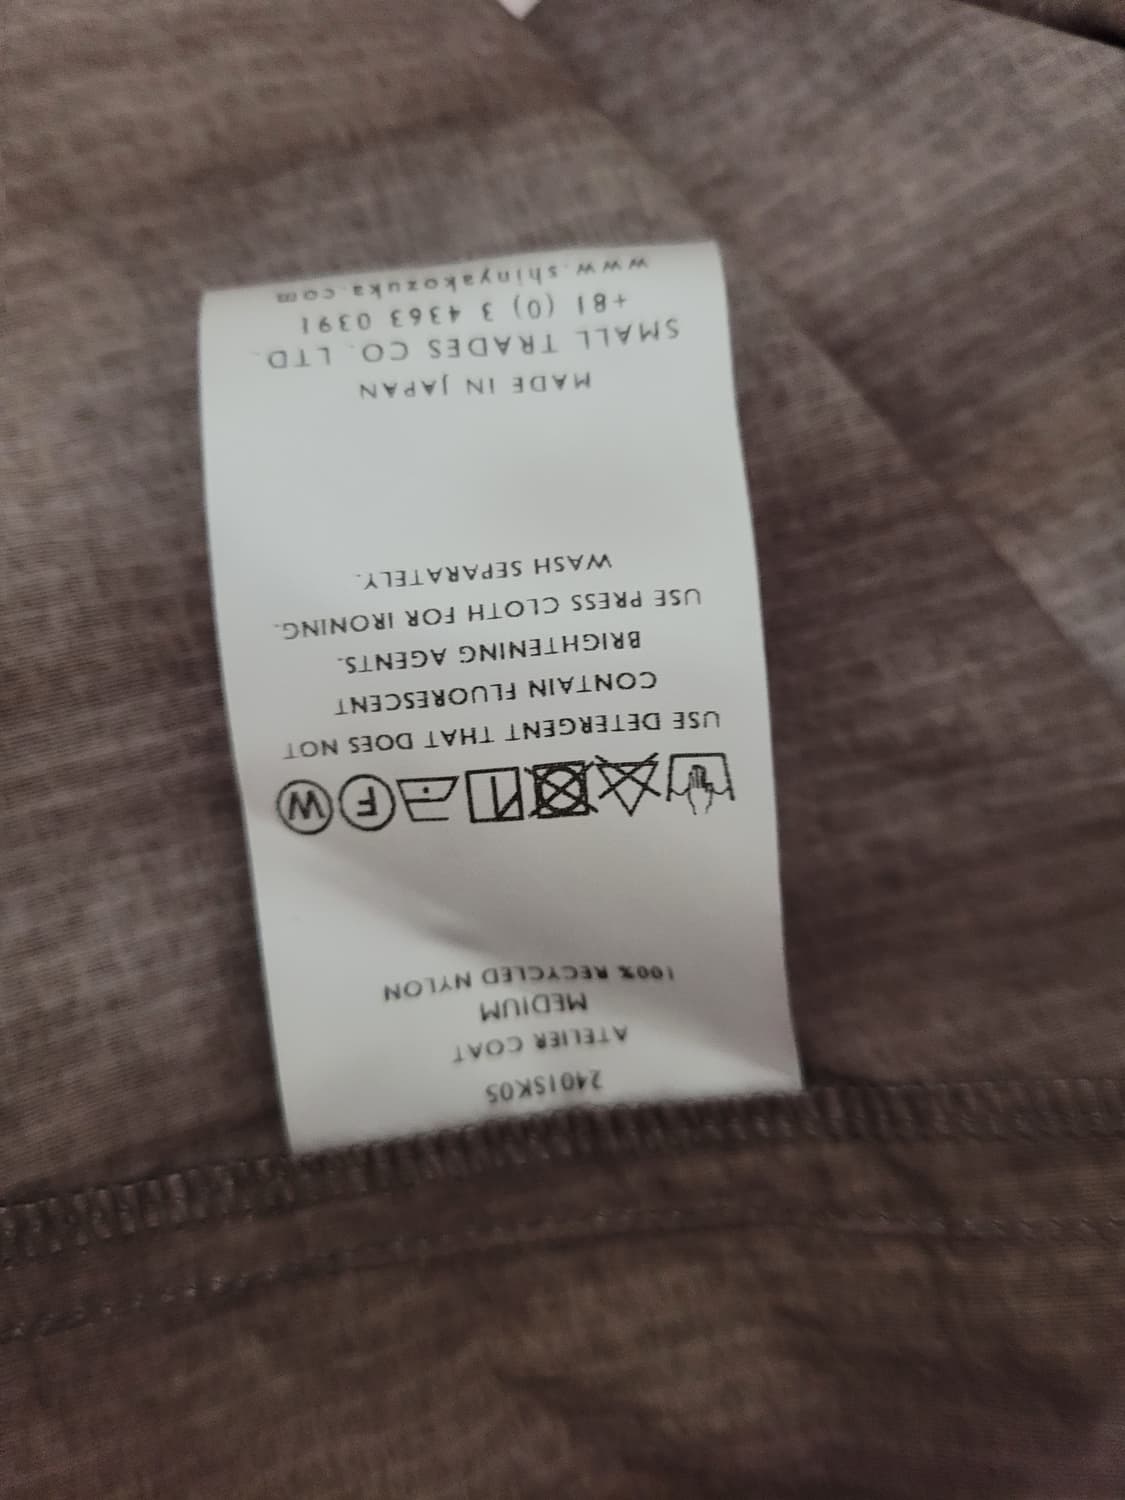 2401SK05
ATELIER COAT
MEDIUM
100% RECYCLED NYLON
F W
USE DETERGENT THAT DOES NOT
CONTAIN FLUORESCENT
BRIGHTENING AGENTS.
USE PRESS CLOTH FOR IRONING.
WASH SEPARATELY.
MADE IN JAPAN
SMALL TRADES CO. LTD.
+81 (0) 3 4363 0391
www.shinyakozuka.com